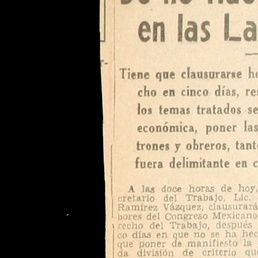 en las La
Tiene que clausurarse ho
cho en cinco días, res
los temas tratados se
económica, poner las
trones y obreros, tant
fuera delimitante en c
A las doce horas de hoy,
cretario del Trabajo, Lic.
Ramírez Vázquez, clausurará
bores del Congreso Mexicano
recho del Trabajo, después
co días en que no se ha hec
que poner de manifiesto la
da división de criterio qu